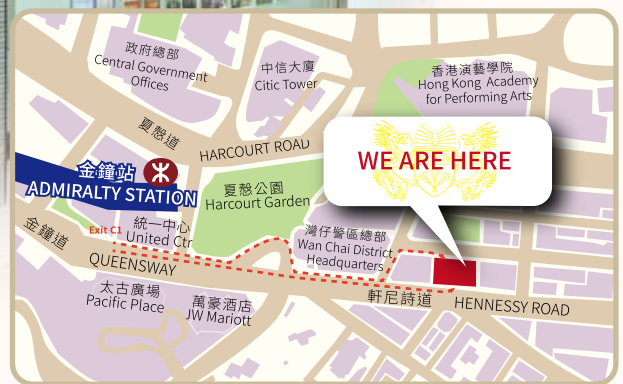 政府總部
Central Government
Offices
中信大廈
Citic Tower
香港演藝學院
Hong Kong Academy
for Performing Arts
夏慤道
HARCOURT ROAD
WE ARE HERE
金鐘站
ADMIRALTY STATION
夏慤公園
Harcourt Garden
金鐘道
Exit C1
統一中心
United Ctr
灣仔警區總部
Wan Chai District
Headquarters
QUEENSWAY
太古廣場
Pacific Place
萬豪酒店
JW Mariott
軒尼詩道
HENNESSY ROAD